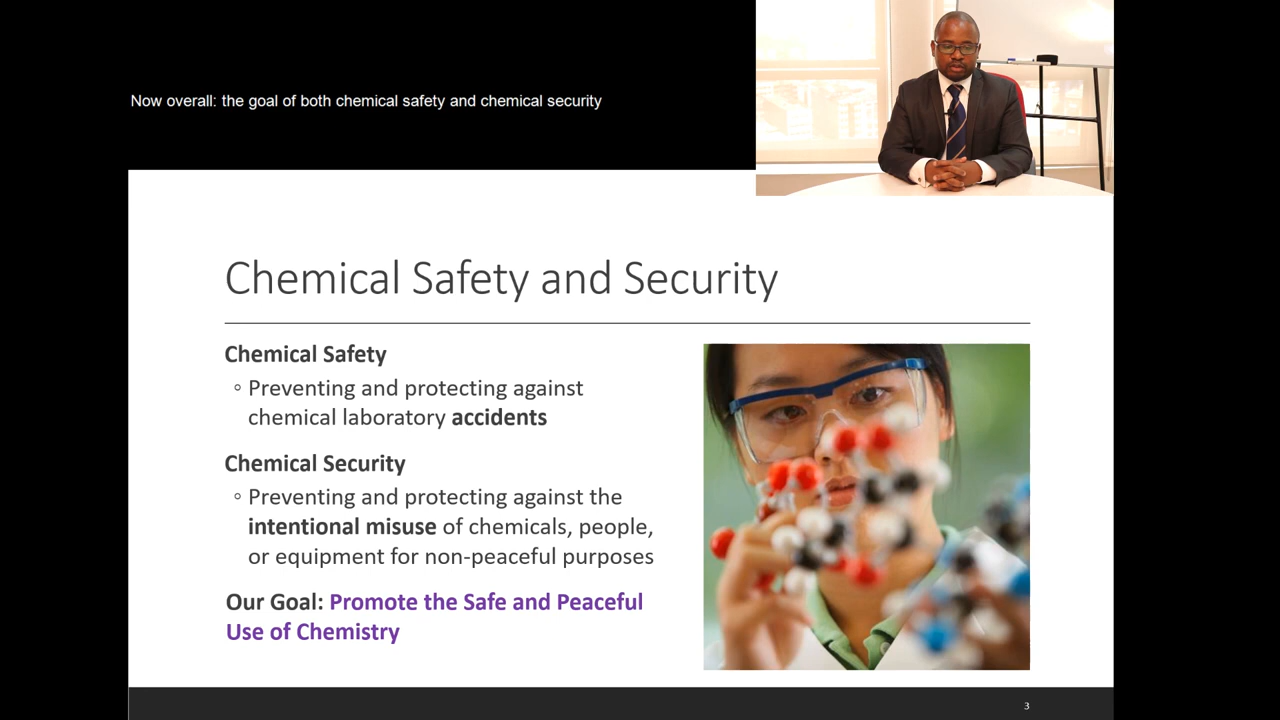 Now overall: the goal of both chemical safety and chemical security
Chemical Safety and Security
Chemical Safety
◦ Preventing and protecting against
chemical laboratory accidents
Chemical Security
◦ Preventing and protecting against the
intentional misuse of chemicals, people,
or equipment for non-peaceful purposes
Our Goal: Promote the Safe and Peaceful
Use of Chemistry
3